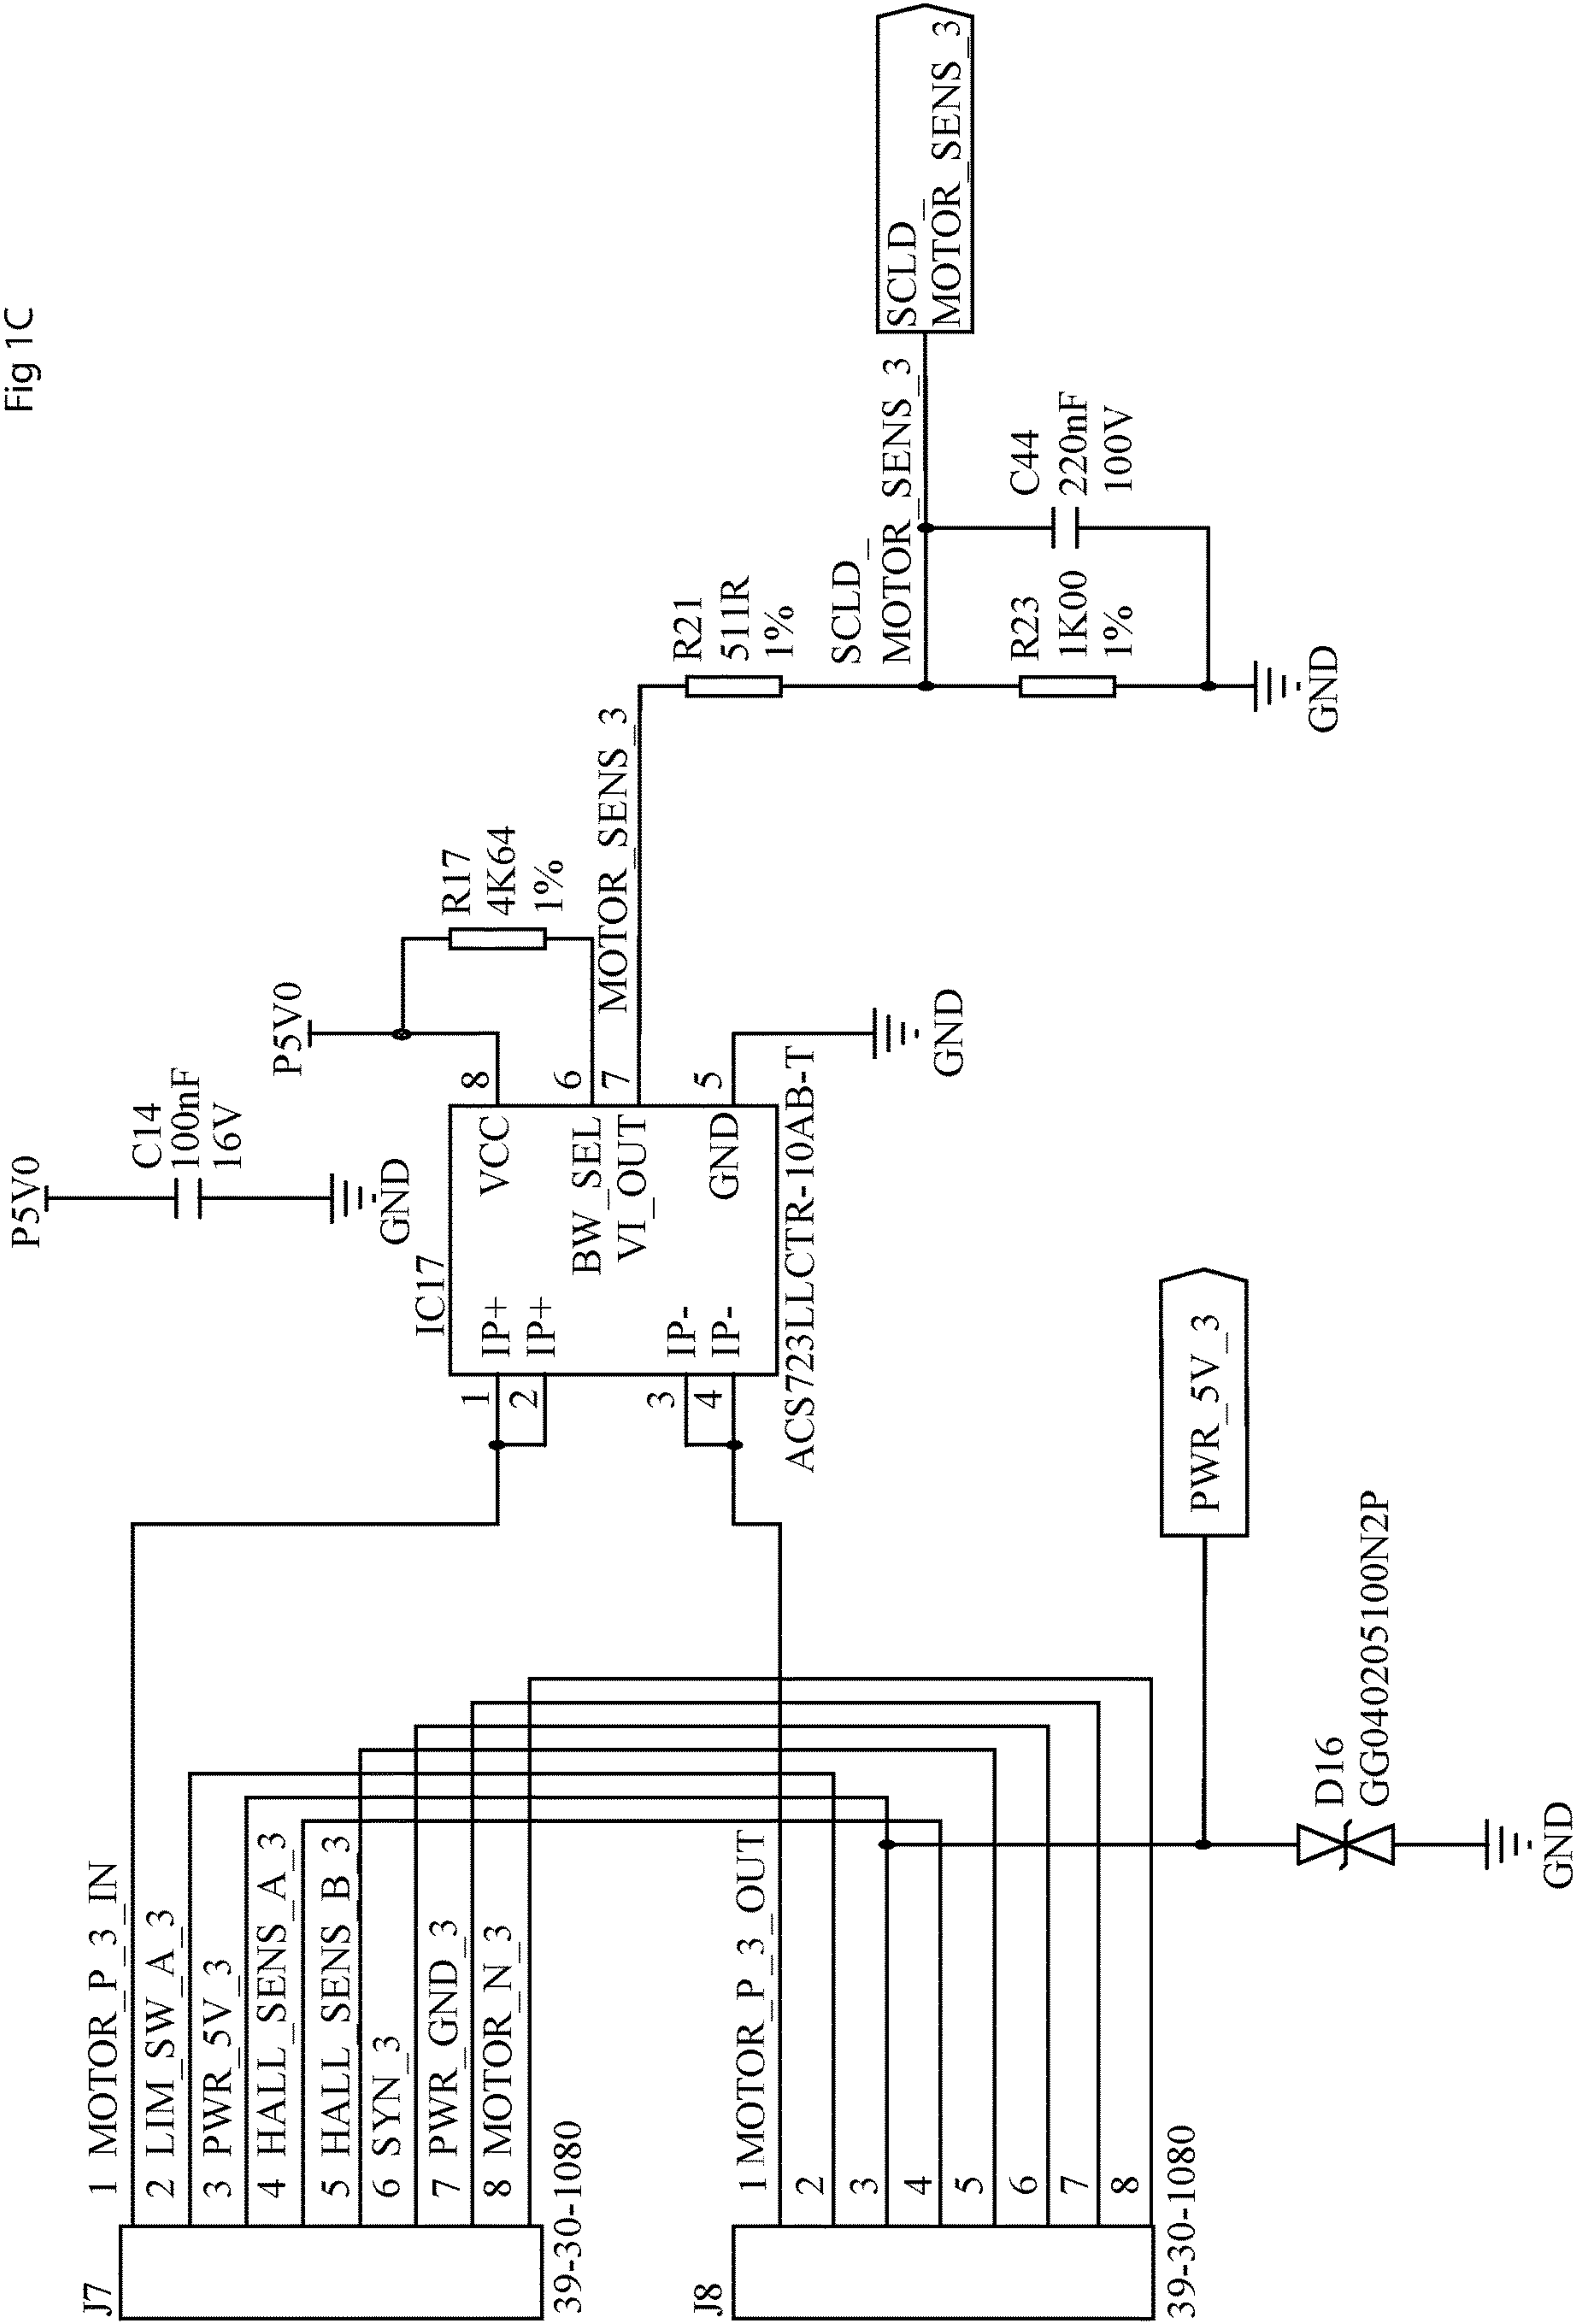 Fig 1C
J7
1 MOTOR_P_3_IN
2 LIM_SW_A_3
3 PWR_5V_3
4 HALL_SENS_A_3
5 HALL_SENS_B_3
6 SYN_3
7 PWR_GND_3
8 MOTOR_N_3
39-30-1080
J8
1 MOTOR_P_3_OUT
2
3
4
5
6
7
8
39-30-1080
D16
GG040205100N2P
GND
PWR_5V_3
P5V0
C14
100nF
16V
GND
IC17
1
IP+
2
IP+
3
IP-
4
IP-
VCC
8
BW_SEL
6
VI_OUT
7
GND
5
ACS723LLCTR-10AB-T
P5V0
R17
4K64
1%
MOTOR_SENS_3
GND
R21
511R
1%
SCLD_
MOTOR_SENS_3
R23
1K00
1%
C44
220nF
100V
GND
SCLD_
MOTOR_SENS_3